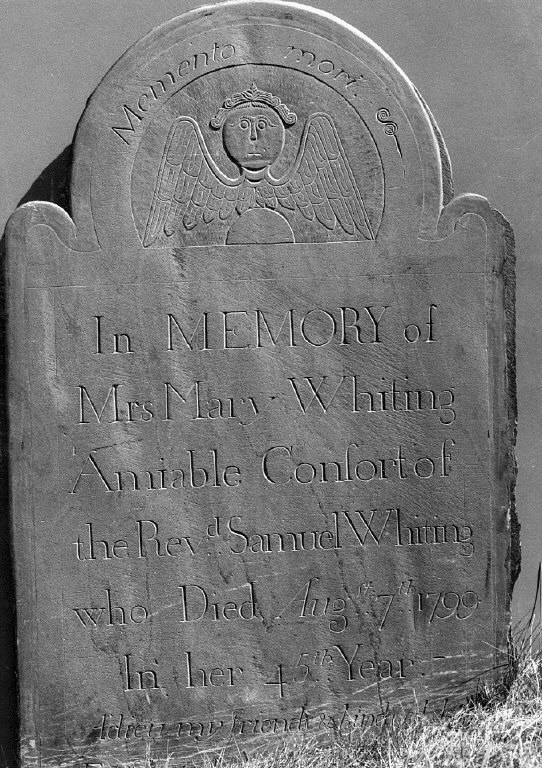 Memento mori.
In MEMORY of
Mrs Mary Whiting
Amiable Conſort of
the Revd. Samuel Whiting
who Died Augst. 7th 1799
In her 45th Year.
Adieu my friends